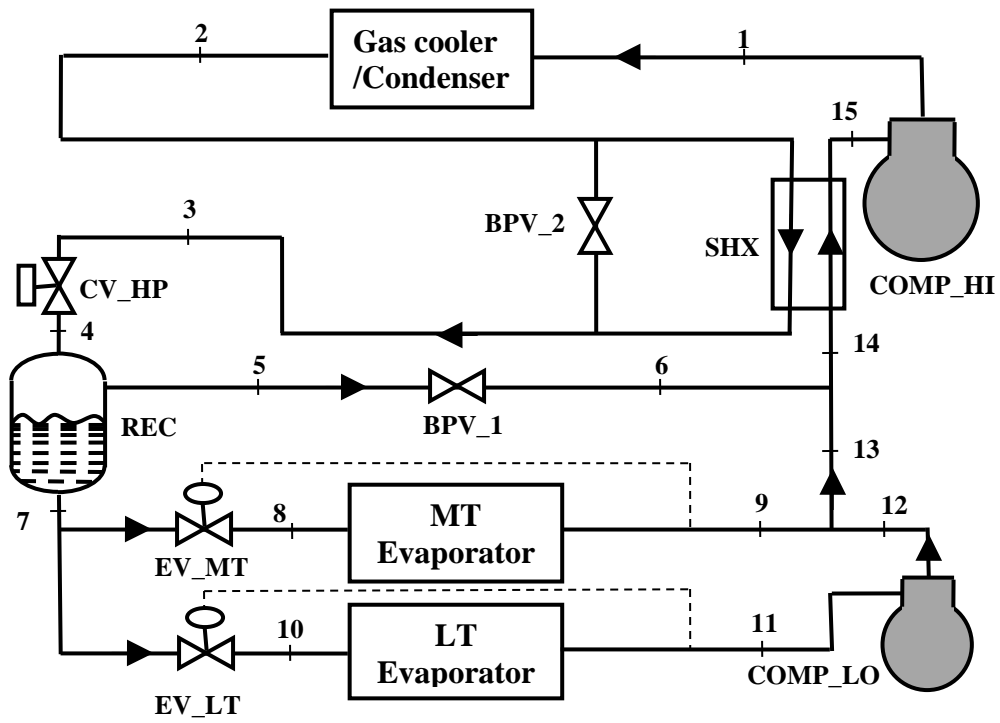 2
Gas cooler
/Condenser
1
15
3
BPV_2
SHX
CV_HP
COMP_HI
4
14
5
6
REC
BPV_1
13
7
8
MT
Evaporator
9
12
EV_MT
10
LT
Evaporator
11
COMP_LO
EV_LT